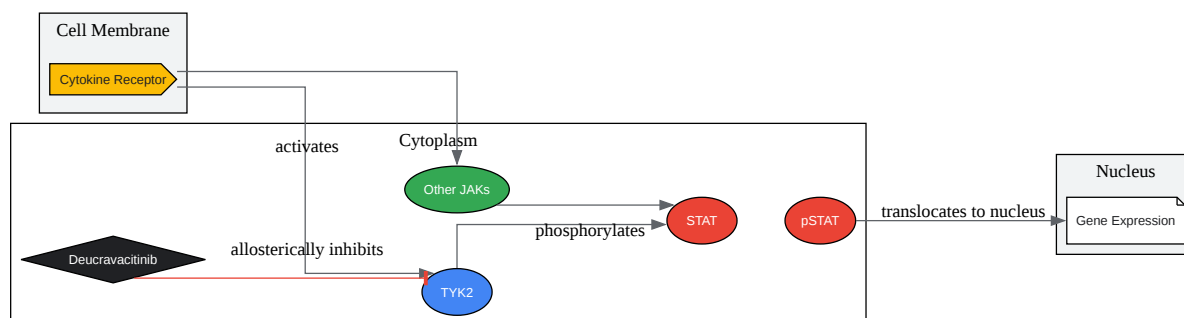 Cell Membrane
Cytokine Receptor
activates
Cytoplasm
Other JAKs
Deucravacitinib
allosterically inhibits
TYK2
phosphorylates
STAT
pSTAT
translocates to nucleus
Nucleus
Gene Expression